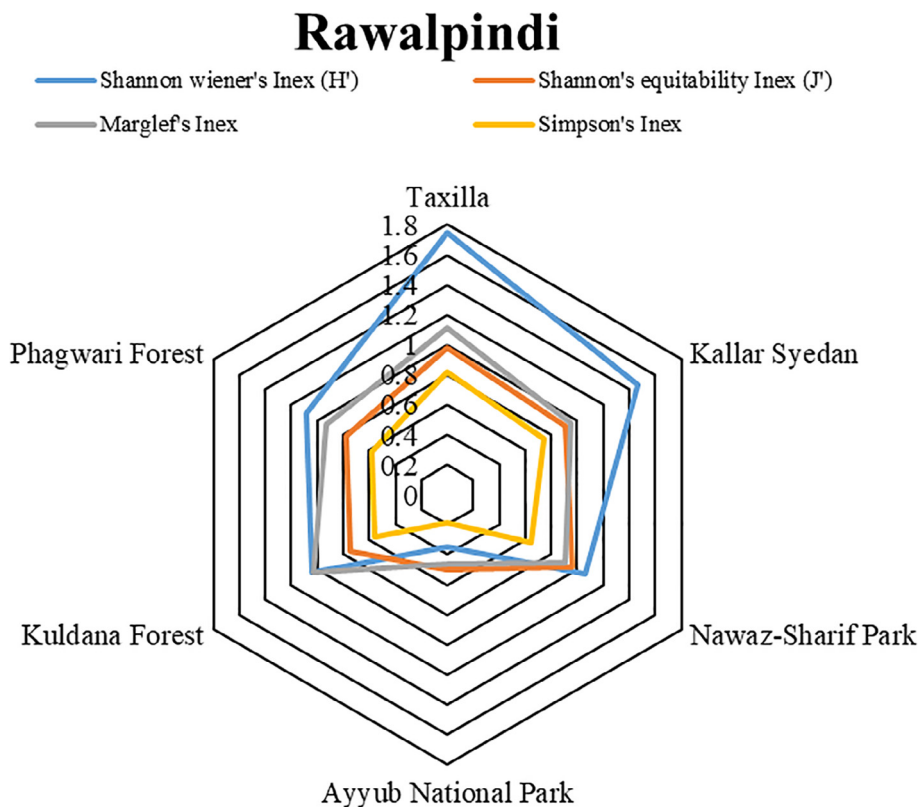 Rawalpindi
Shannon wiener's Inex (H') Shannon's equitability Inex (J')
Marglef's Inex Simpson's Inex
Taxilla
1.8
1.6
1.4
1.2
1
Phagwari Forest Kallar Syedan
0.8
0.6
0.4
0.2
0
Kuldana Forest Nawaz-Sharif Park
Ayyub National Park